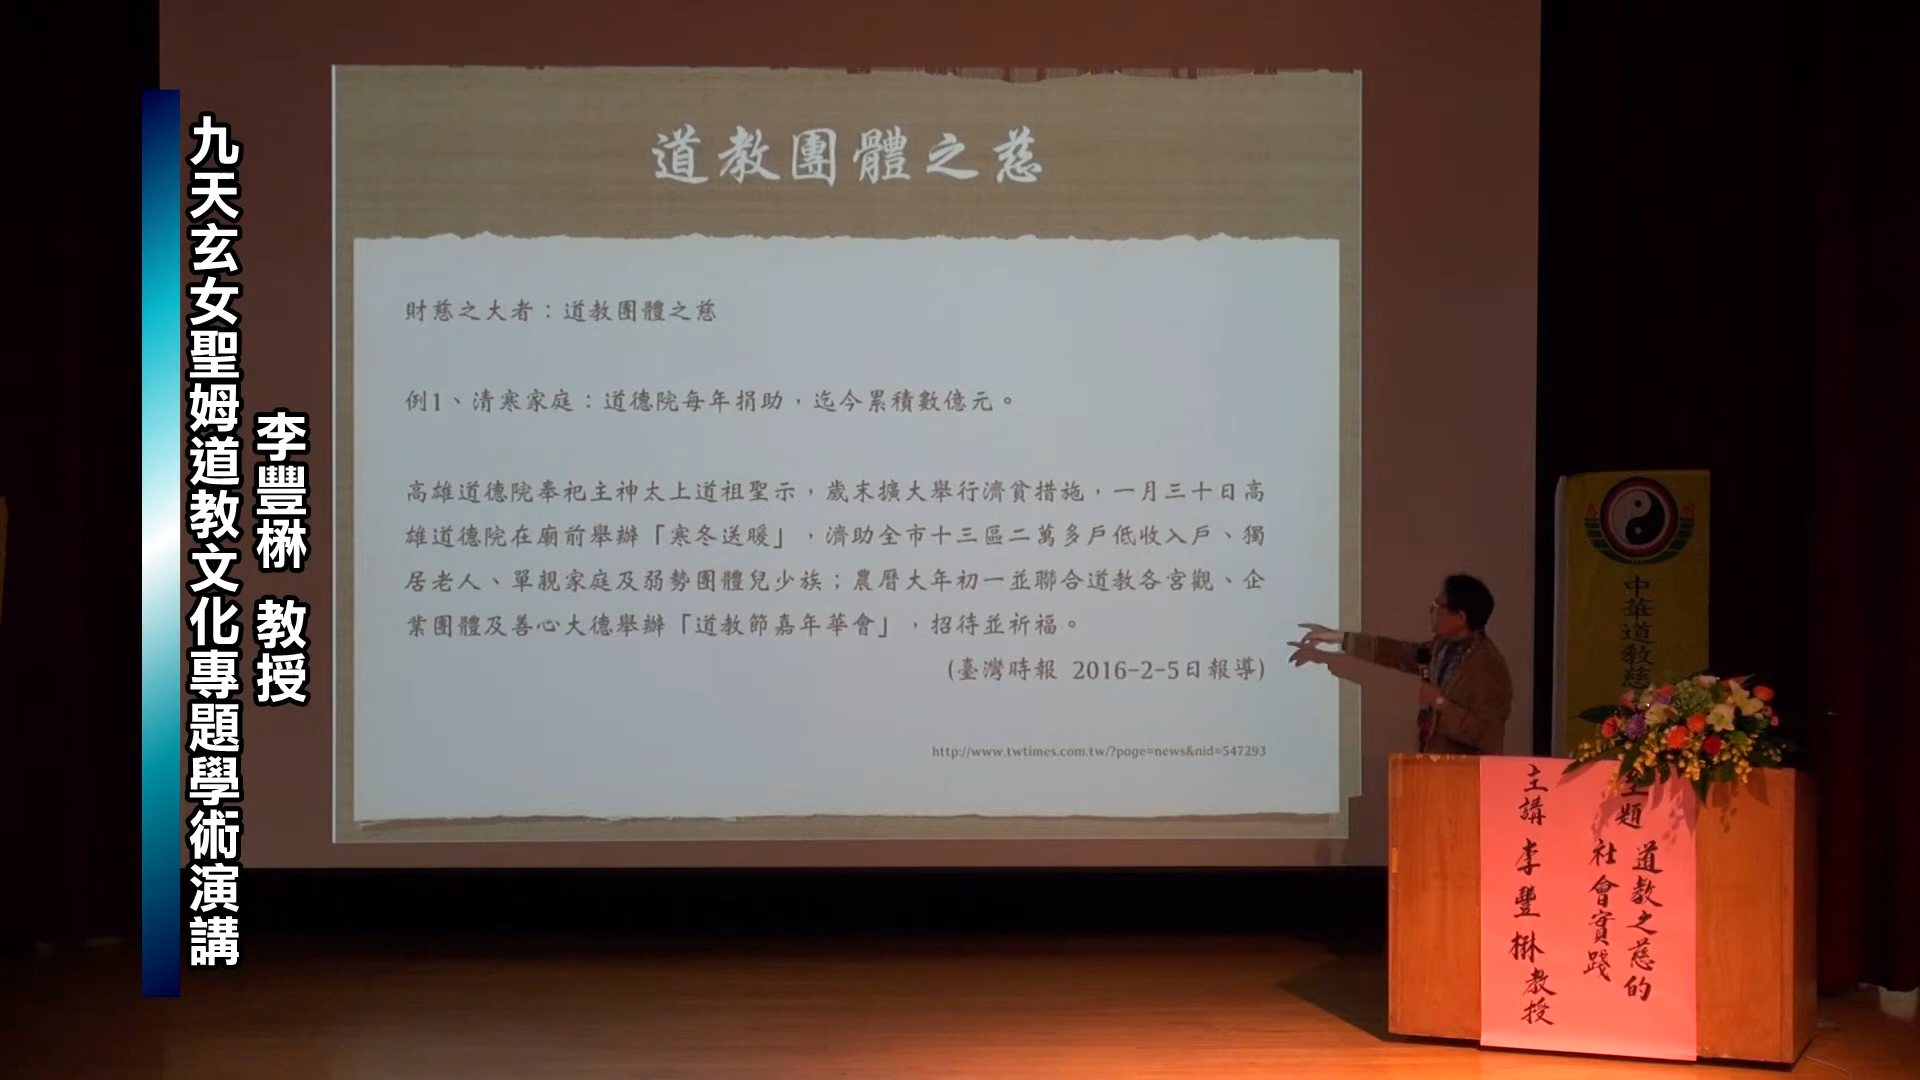 九天玄女聖姆道教文化專題學術演講
李豐楙 教授
道教團體之慈
財慈之大者：道教團體之慈
例1、清寒家庭：道德院每年捐助，迄今累積數億元。
高雄道德院奉祀主神太上道祖聖示，歲末擴大舉行濟貧措施，一月三十日高
雄道德院在廟前舉辦「寒冬送暖」，濟助全市十三區二萬多戶低收入戶、獨
居老人、單親家庭及弱勢團體兒少族；農曆大年初一並聯合道教各宮觀、企
業團體及善心大德舉辦「道教節嘉年華會」，招待並祈福。
(臺灣時報 2016-2-5日報導)
http://www.twtimes.com.tw/?page=news&nid=547293
中華道教慈
主題 道教之慈的
社會實踐
主講 李豐楙教授